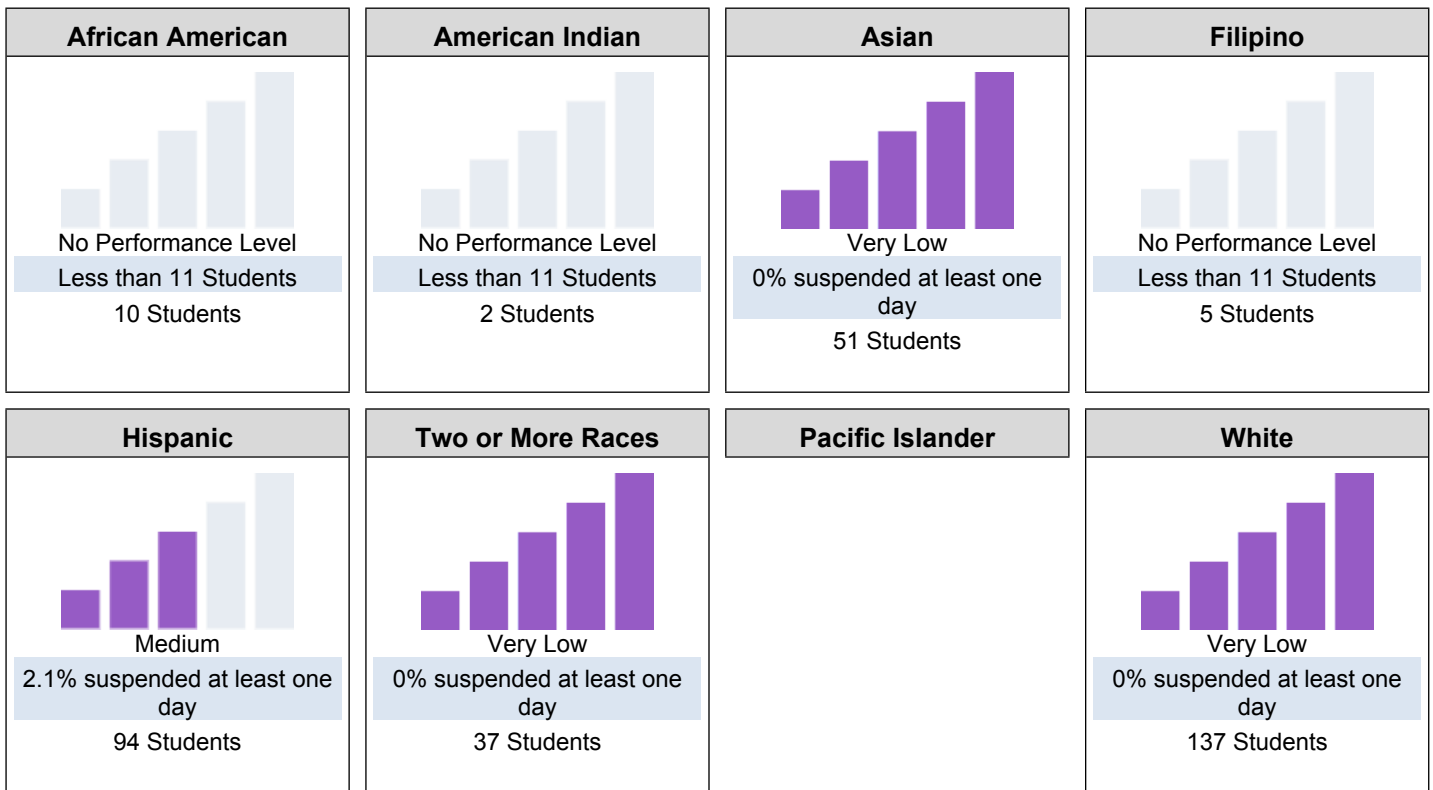 African American
No Performance Level
Less than 11 Students
10 Students
American Indian
No Performance Level
Less than 11 Students
2 Students
Asian
Very Low
0% suspended at least one
day
51 Students
Filipino
No Performance Level
Less than 11 Students
5 Students
Hispanic
Medium
2.1% suspended at least one
day
94 Students
Two or More Races
Very Low
0% suspended at least one
day
37 Students
Pacific Islander
White
Very Low
0% suspended at least one
day
137 Students